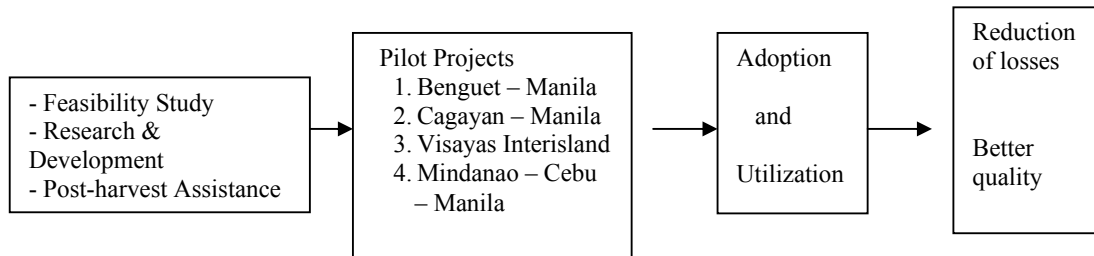 - Feasibility Study
- Research &
Development
- Post-harvest Assistance
Pilot Projects
1. Benguet – Manila
2. Cagayan – Manila
3. Visayas Interisland
4. Mindanao – Cebu
– Manila
Adoption
and
Utilization
Reduction
of losses
Better
quality